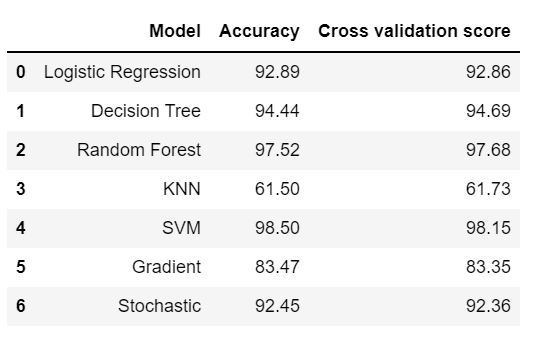 Model Accuracy Cross validation score
0 Logistic Regression 92.89 92.86
1 Decision Tree 94.44 94.69
2 Random Forest 97.52 97.68
3 KNN 61.50 61.73
4 SVM 98.50 98.15
5 Gradient 83.47 83.35
6 Stochastic 92.45 92.36